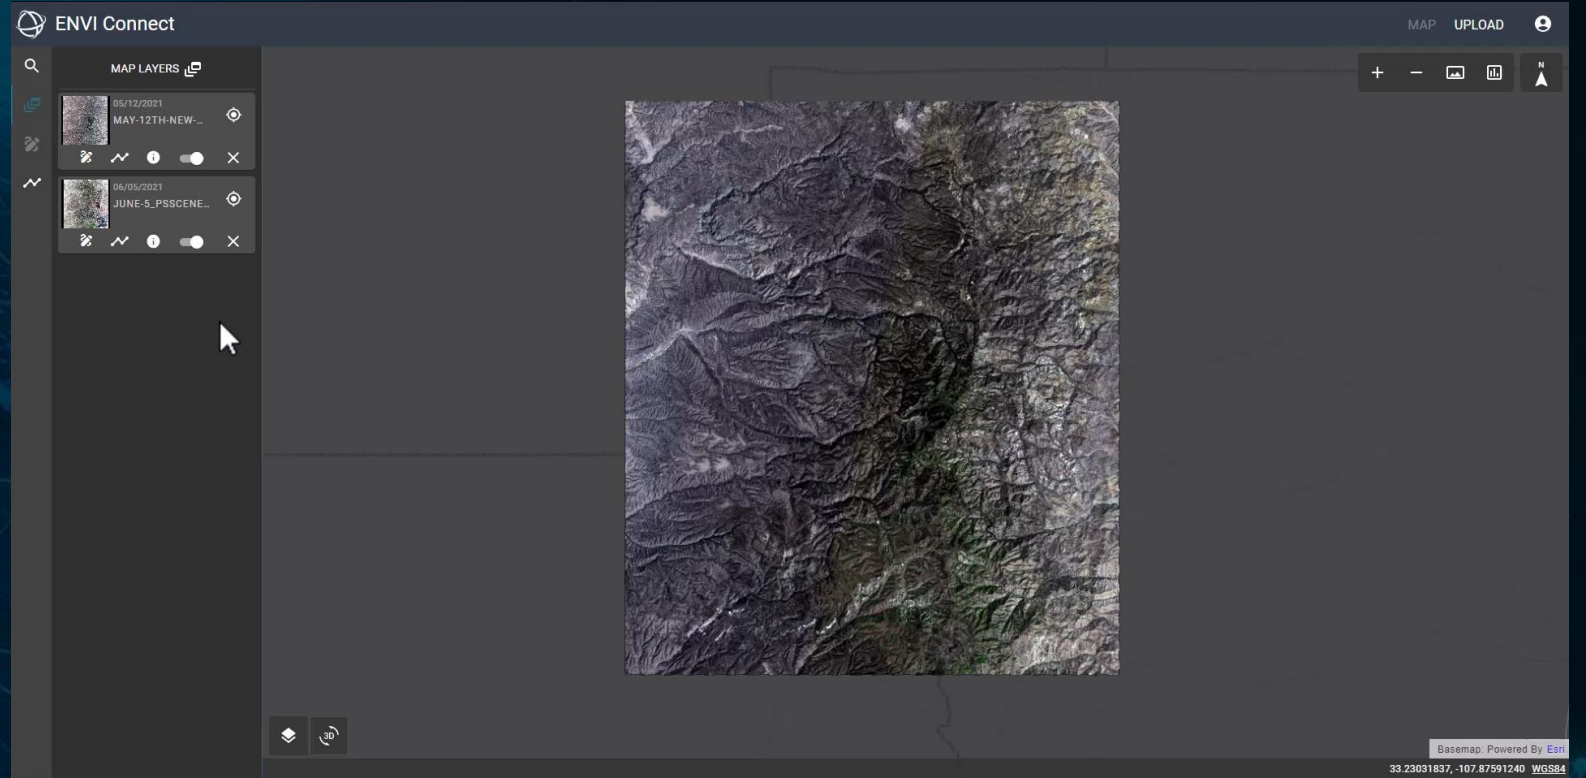 ENVI Connect
MAP UPLOAD
MAP LAYERS
05/12/2021
MAY-12TH-NEW-...
06/05/2021
JUNE-5_PSSCENE...
N
3D
Basemap: Powered By Esri
33.23031837, -107.87591240 WGS84